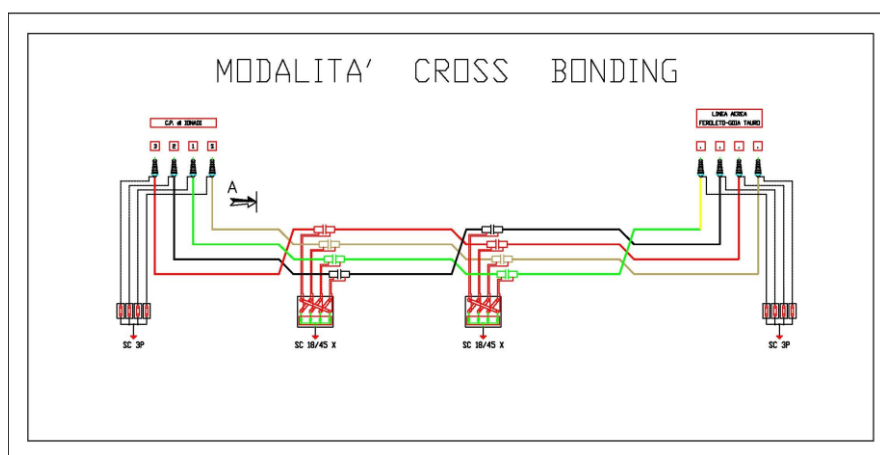 MODALITA' CROSS BONDING
C.P. di IONADI
LINEA AEREA
FEROLETO-GIOIA TAURO
3 2 1 S
A
SC 3P
SC 18/45 X
SC 18/45 X
SC 3P